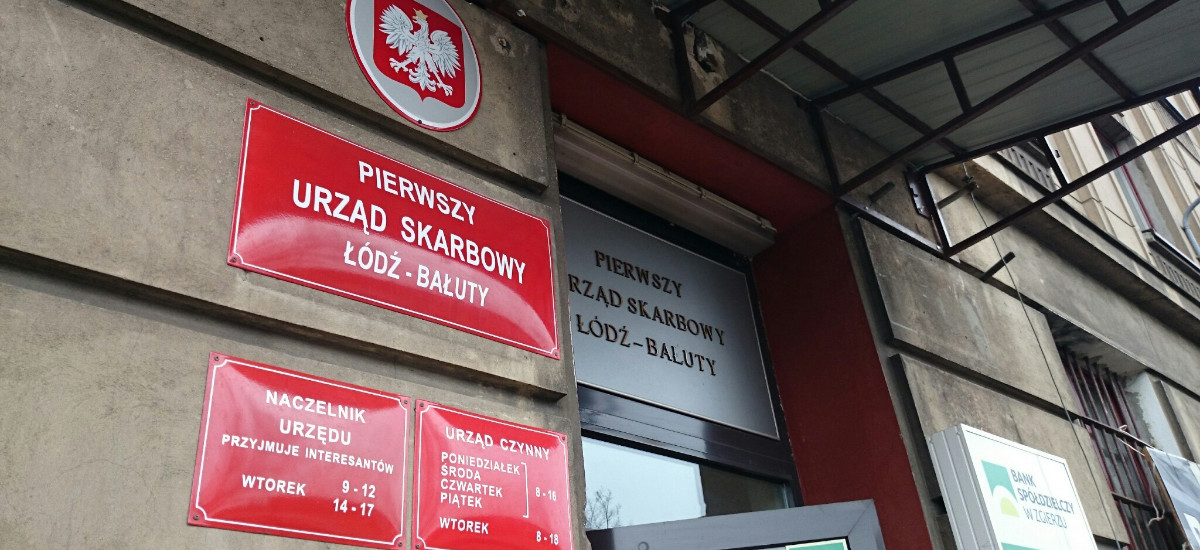 PIERWSZY
URZĄD SKARBOWY
ŁÓDŹ - BAŁUTY
NACZELNIK
URZĘDU
PRZYJMUJE INTERESANTÓW
WTOREK 9 - 12
14 - 17
URZĄD CZYNNY
PONIEDZIAŁEK
ŚRODA
CZWARTEK
PIĄTEK
8 - 16
WTOREK 8 - 18
PIERWSZY
RZĄD SKARBOWY
ŁÓDŹ - BAŁUTY
BANK
SPÓŁDZIELCZY
W ZGIERZU